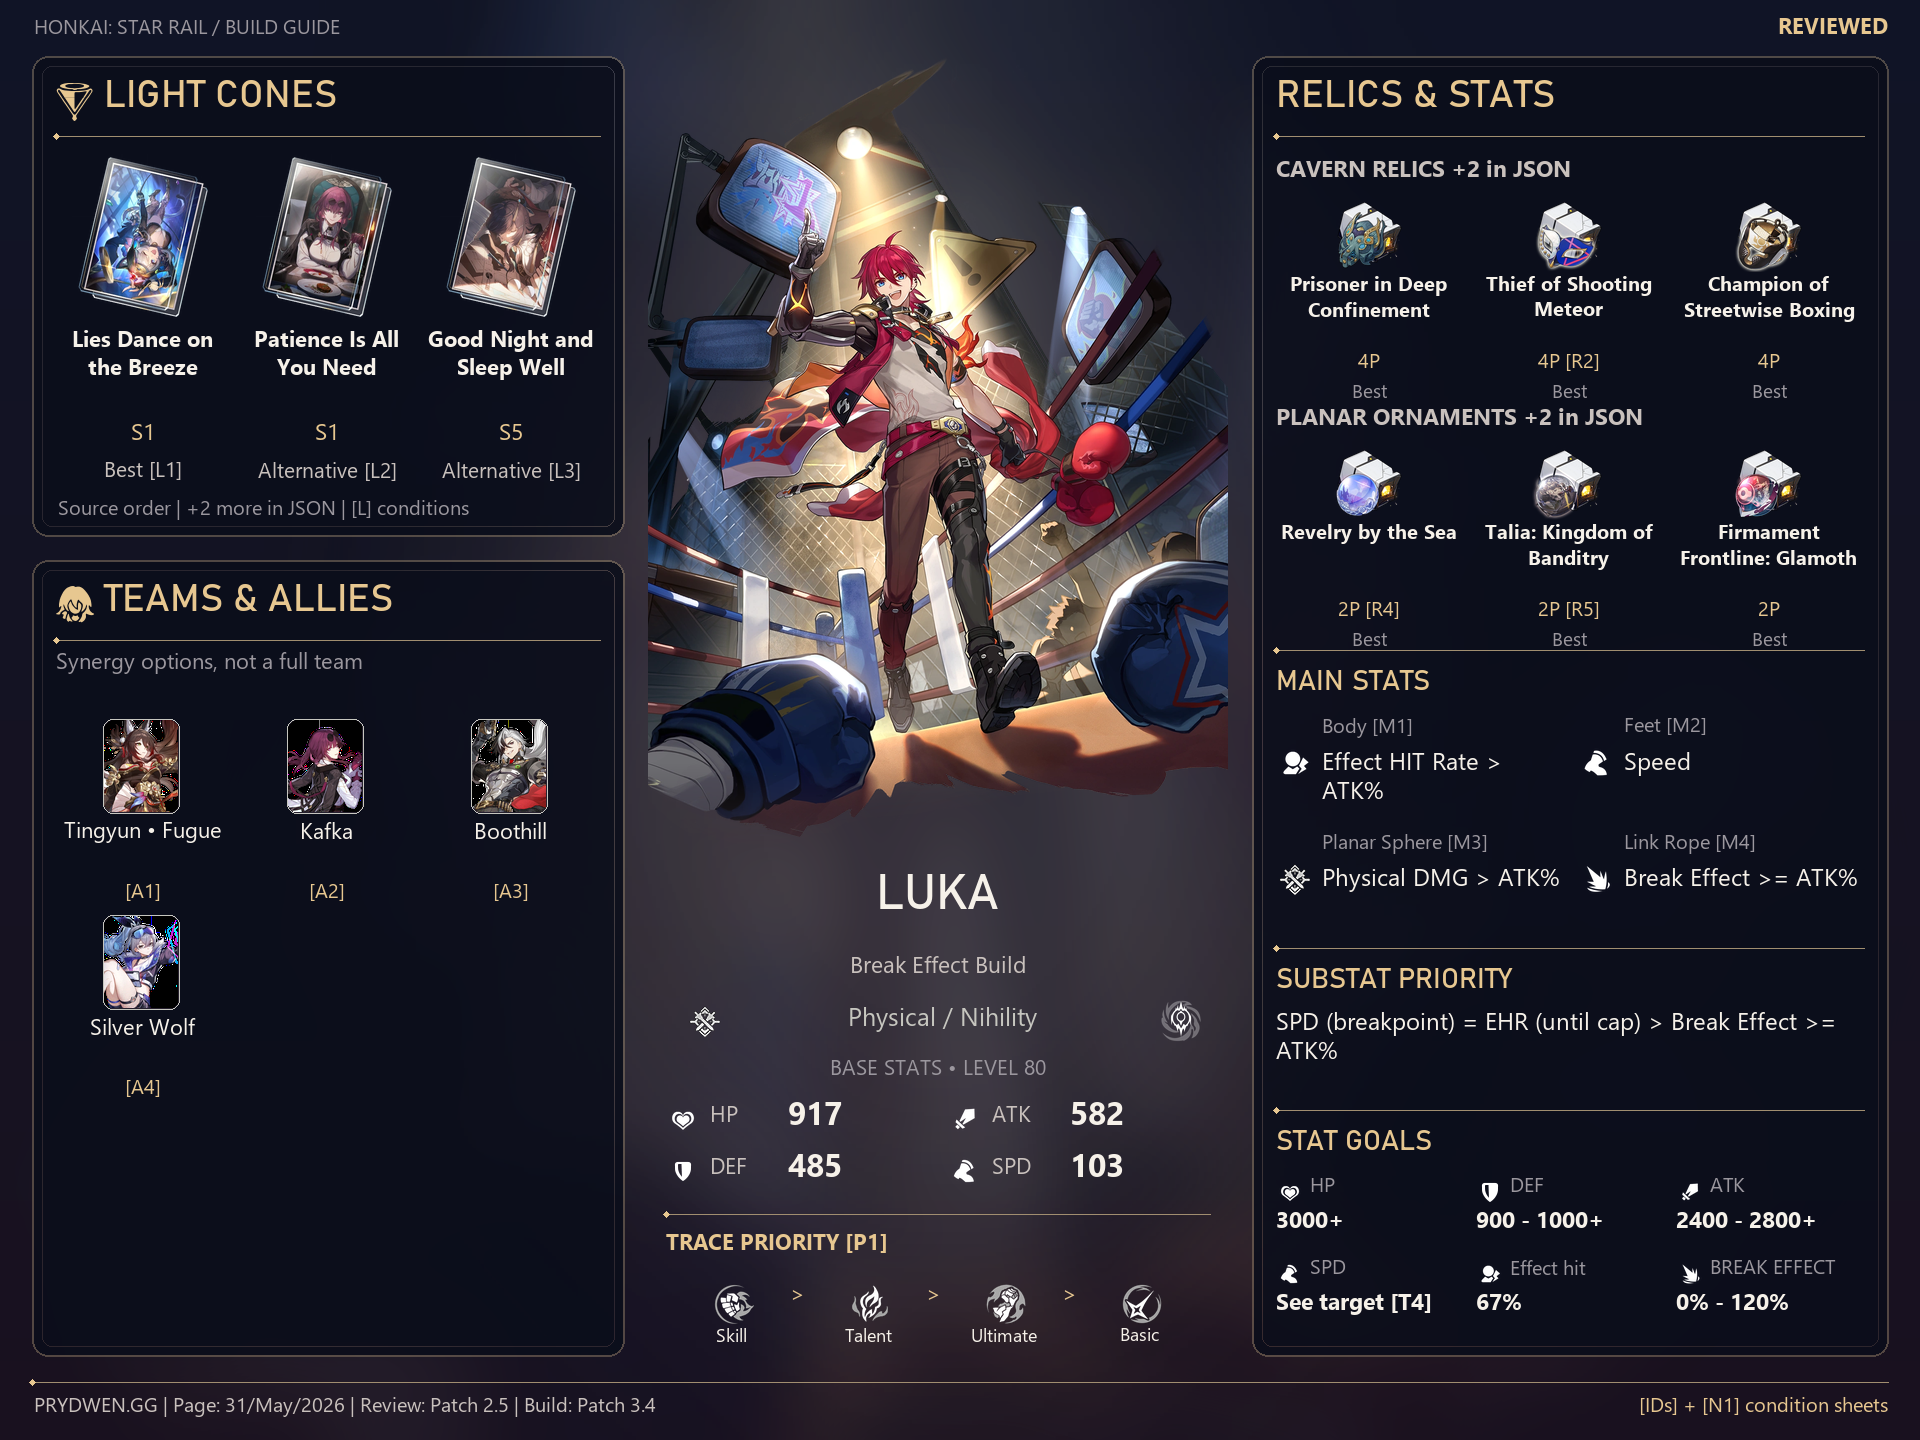 HONKAI: STAR RAIL / BUILD GUIDE
REVIEWED
LIGHT CONES
Lies Dance on
the Breeze
S1
Best [L1]
Patience Is All
You Need
S1
Alternative [L2]
Good Night and
Sleep Well
S5
Alternative [L3]
Source order | +2 more in JSON | [L] conditions
TEAMS & ALLIES
Synergy options, not a full team
Tingyun • Fugue
[A1]
Kafka
[A2]
Boothill
[A3]
Silver Wolf
[A4]
LUKA
Break Effect Build
Physical / Nihility
BASE STATS • LEVEL 80
HP 917
ATK 582
DEF 485
SPD 103
TRACE PRIORITY [P1]
Skill > Talent > Ultimate > Basic
RELICS & STATS
CAVERN RELICS +2 in JSON
Prisoner in Deep
Confinement
4P
Best
Thief of Shooting
Meteor
4P [R2]
Best
Champion of
Streetwise Boxing
4P
Best
PLANAR ORNAMENTS +2 in JSON
Revelry by the Sea
2P [R4]
Best
Talia: Kingdom of
Banditry
2P [R5]
Best
Firmament
Frontline: Glamoth
2P
Best
MAIN STATS
Body [M1]
Effect HIT Rate >
ATK%
Feet [M2]
Speed
Planar Sphere [M3]
Physical DMG > ATK%
Link Rope [M4]
Break Effect >= ATK%
SUBSTAT PRIORITY
SPD (breakpoint) = EHR (until cap) > Break Effect >=
ATK%
STAT GOALS
HP
3000+
DEF
900 - 1000+
ATK
2400 - 2800+
SPD
See target [T4]
Effect hit
67%
BREAK EFFECT
0% - 120%
PRYDWEN.GG | Page: 31/May/2026 | Review: Patch 2.5 | Build: Patch 3.4
[IDs] + [N1] condition sheets